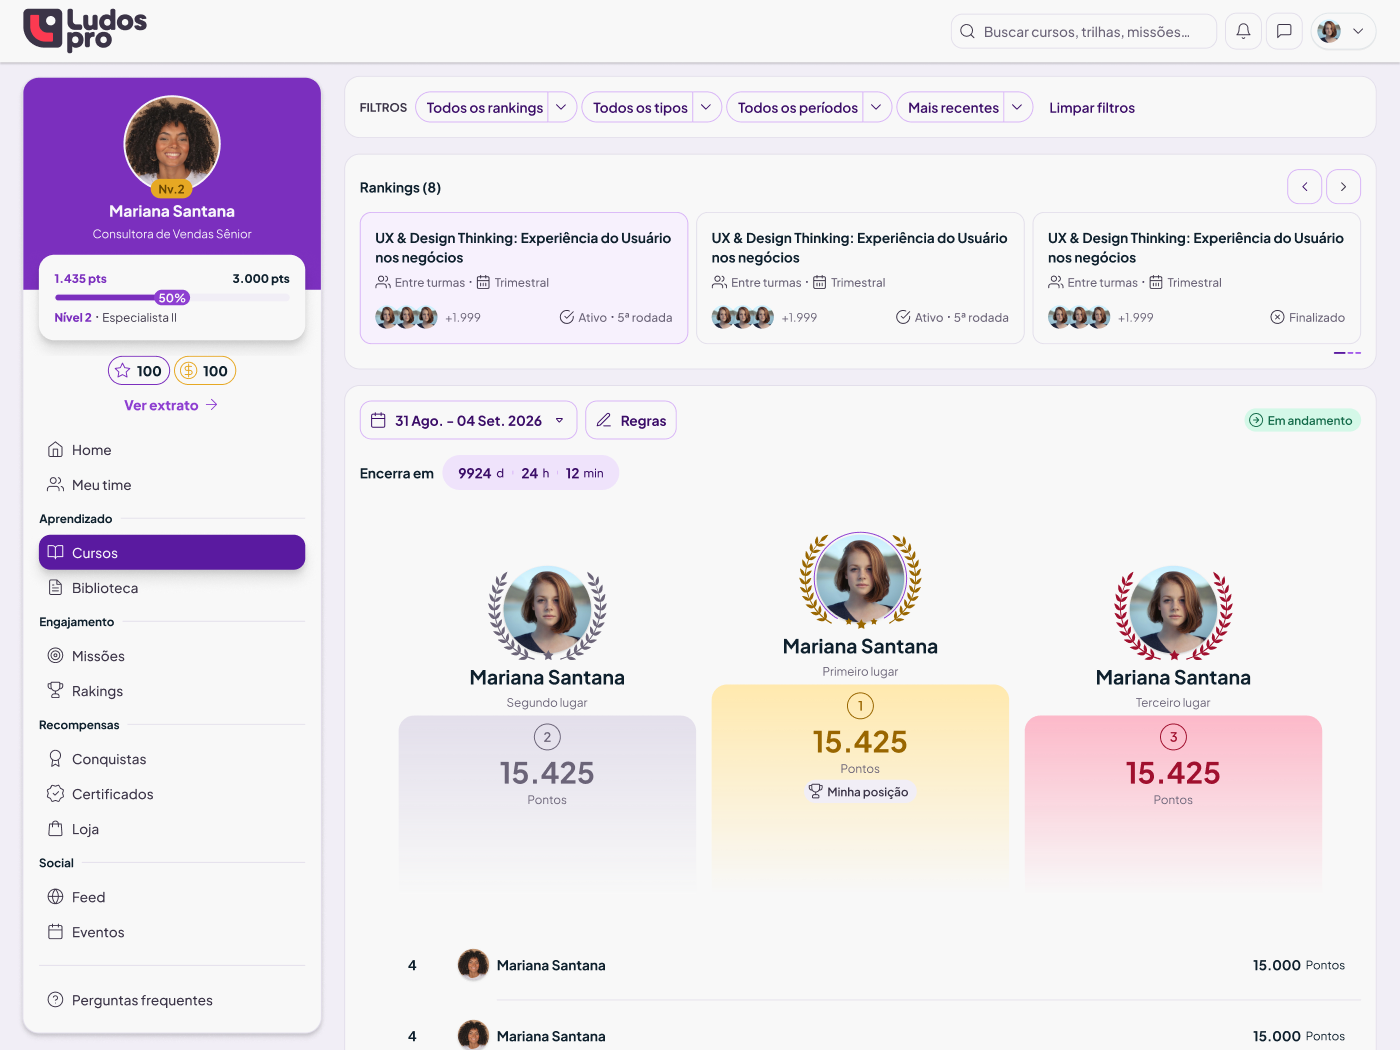 Ludos
pro
Buscar cursos, trilhas, missões...
Nv.2
Mariana Santana
Consultora de Vendas Sênior
1.435 pts 3.000 pts
50%
Nível 2 · Especialista II
100 100
Ver extrato
Home
Meu time
Aprendizado
Cursos
Biblioteca
Engajamento
Missões
Rakings
Recompensas
Conquistas
Certificados
Loja
Social
Feed
Eventos
Perguntas frequentes
FILTROS Todos os rankings Todos os tipos Todos os períodos Mais recentes Limpar filtros
Rankings (8)
UX & Design Thinking: Experiência do Usuário
nos negócios
Entre turmas · Trimestral
+1.999 Ativo · 5ª rodada
UX & Design Thinking: Experiência do Usuário
nos negócios
Entre turmas · Trimestral
+1.999 Ativo · 5ª rodada
UX & Design Thinking: Experiência do Usuário
nos negócios
Entre turmas · Trimestral
+1.999 Finalizado
31 Ago. - 04 Set. 2026 Regras Em andamento
Encerra em 9924 d 24 h 12 min
Mariana Santana
Segundo lugar
2
15.425
Pontos
Mariana Santana
Primeiro lugar
1
15.425
Pontos
Minha posição
Mariana Santana
Terceiro lugar
3
15.425
Pontos
4 Mariana Santana 15.000 Pontos
4 Mariana Santana 15.000 Pontos